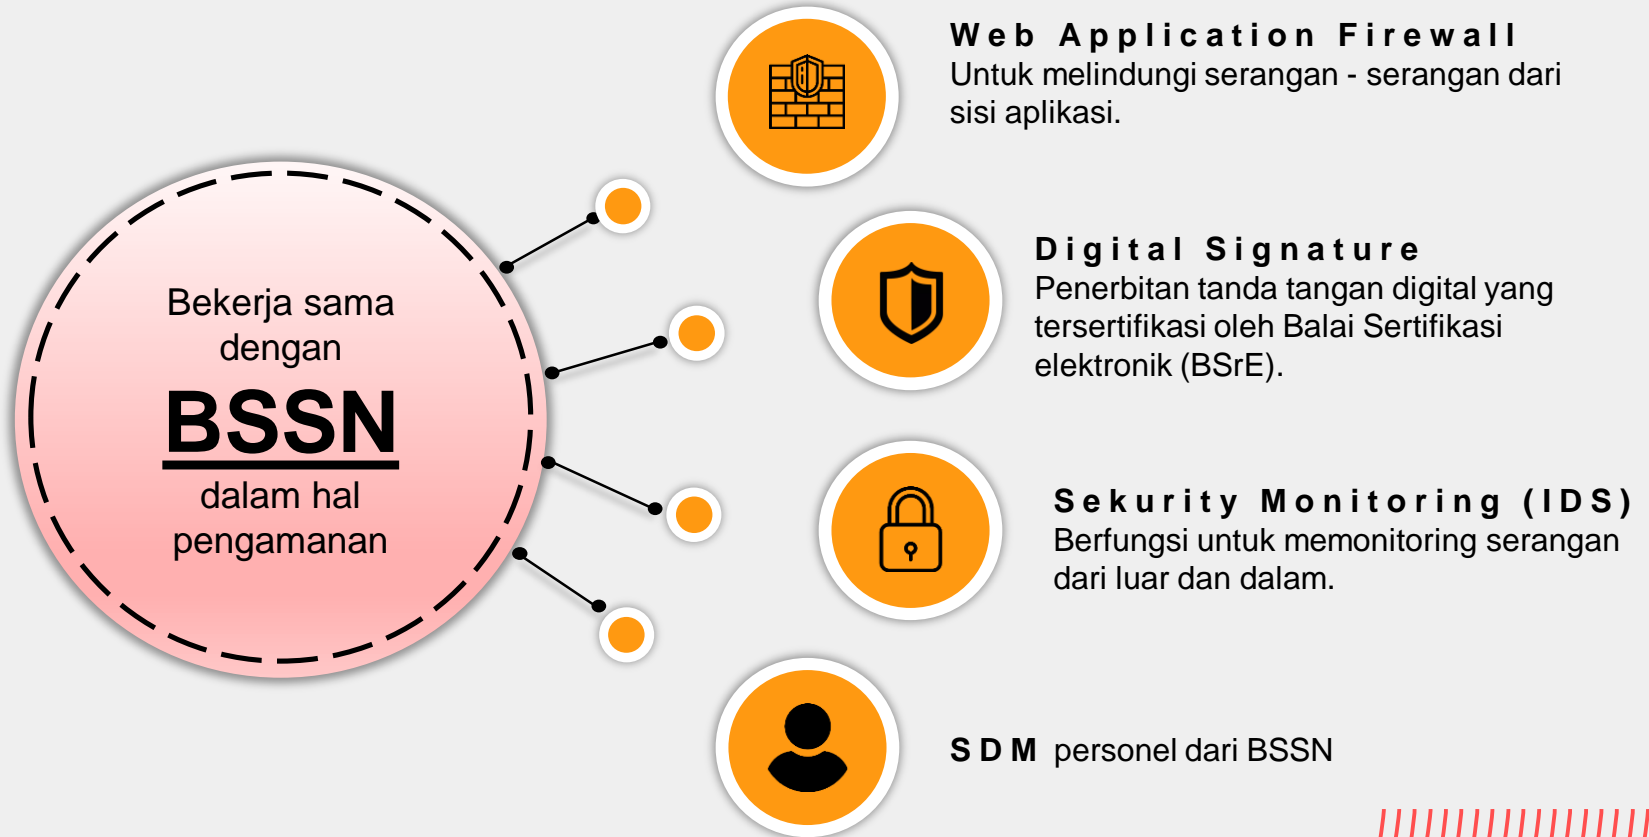 Bekerja sama
dengan
BSSN
dalam hal
pengamanan
Web Application Firewall
Untuk melindungi serangan - serangan dari
sisi aplikasi.
Digital Signature
Penerbitan tanda tangan digital yang
tersertifikasi oleh Balai Sertifikasi
elektronik (BSrE).
Sekurity Monitoring (IDS)
Berfungsi untuk memonitoring serangan
dari luar dan dalam.
SDM personel dari BSSN